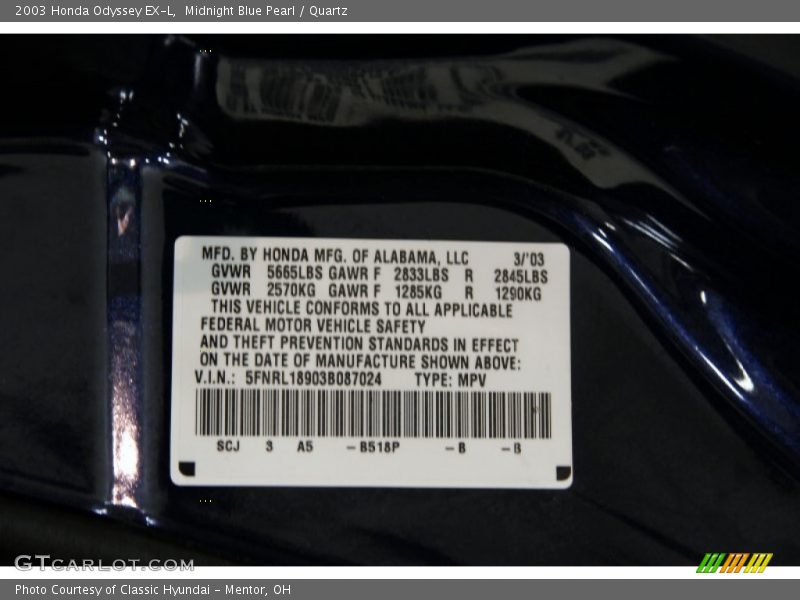 2003 Honda Odyssey EX-L, Midnight Blue Pearl / Quartz
MFD. BY HONDA MFG. OF ALABAMA, LLC 3/'03
GVWR 5665LBS GAWR F 2833LBS R 2845LBS
GVWR 2570KG GAWR F 1285KG R 1290KG
THIS VEHICLE CONFORMS TO ALL APPLICABLE
FEDERAL MOTOR VEHICLE SAFETY
AND THEFT PREVENTION STANDARDS IN EFFECT
ON THE DATE OF MANUFACTURE SHOWN ABOVE:
V.I.N.: 5FNRL18903B087024 TYPE: MPV
SCJ 3 A5 -B518P -B -B
GTCARLOT.COM
Photo Courtesy of Classic Hyundai - Mentor, OH